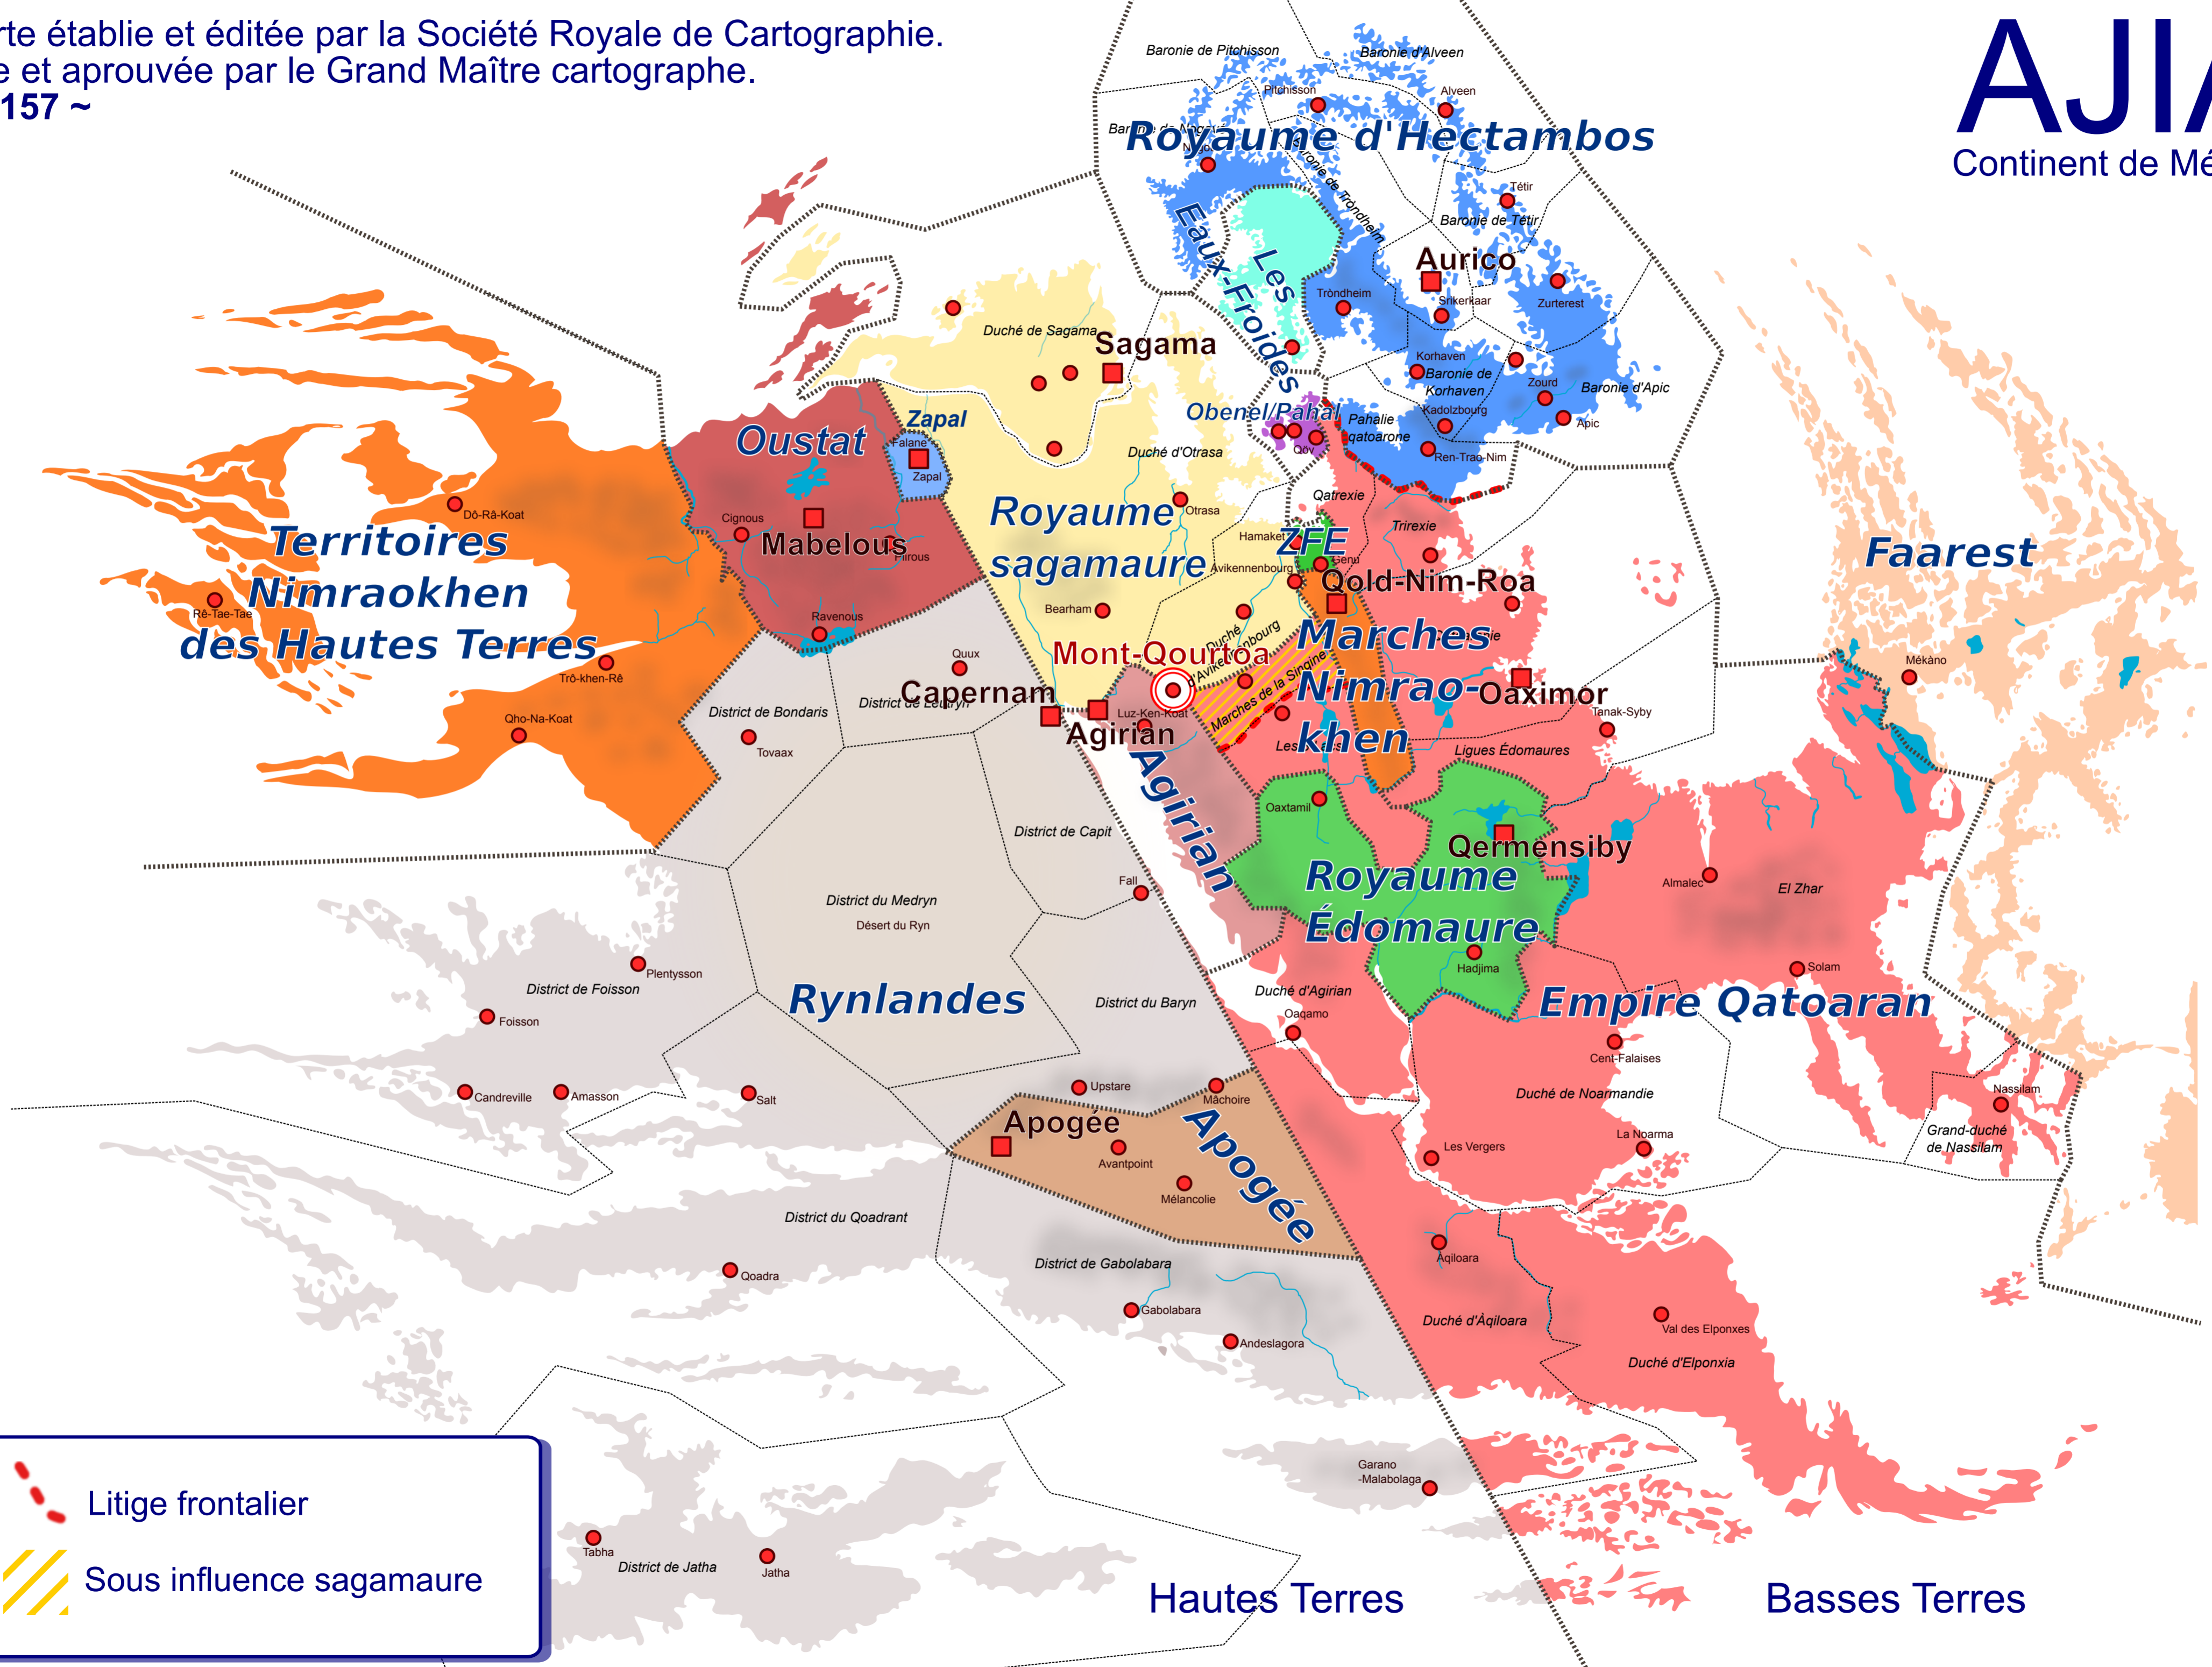 rte établie et éditée par la Société Royale de Cartographie.
e et aprouvée par le Grand Maître cartographe.
157 ~
AJIA
Continent de Mé
Baronie de Pitchisson
Baronie d'Alveen
Pitchisson
Alveen
Royaume d'Hectambos
Baronie de Tròndheim
Tétir
Baronie de Tétir
Les
Eaux-Froides
Aurico
Tròndheim
Srikerkaar
Zurterest
Korhaven
Baronie de
Korhaven
Zourd
Baronie d'Apic
Kadolzbourg
Apic
Pahalie
qatoarone
Ren-Trao-Nim
Obenel/Pahal
Qöv
Duché de Sagama
Sagama
Zapal
Falane
Zapal
Oustat
Duché d'Otrasa
Otrasa
Cignous
Mabelous
Pilrous
Ravenous
Royaume
sagamaure
Bearham
Hamaket
Avikennenbourg
ZFE
Genu
Qatrexie
Trirexie
Qold-Nim-Roa
Duché
Mont-Qourtoa
Marches de la Singine
Marches
Nimrao-
khen
Oaximor
Tanak-Syby
Ligues Édomaures
Dô-Râ-Koat
Territoires
Nimraokhen
des Hautes Terres
Rê-Tae-Tae
Trô-khen-Rê
Qho-Na-Koat
Faarest
Mékàno
Quux
Capernam
District de Bondaris
Tovaax
Luz-Ken-Koat
Agirian
Agirian
Oaxtamil
Qermensiby
Royaume
Édomaure
Hadjima
Almalec
El Zhar
Solam
District de Capit
Fall
District du Medryn
Désert du Ryn
Rynlandes
District du Baryn
Duché d'Agirian
Oaqamo
Empire Qatoaran
Cent-Falaises
Duché de Noarmandie
Nassilam
Grand-duché
de Nassilam
La Noarma
Les Vergers
Plentysson
District de Foisson
Foisson
Candreville
Amasson
Salt
Upstare
Mâchoire
Apogée
Avantpoint
Mélancolie
Apogée
District du Qoadrant
Qoadra
District de Gabolabara
Gabolabara
Andeslagora
Àqiloara
Duché d'Àqiloara
Val des Elponxes
Duché d'Elponxia
Garano
-Malabolaga
Litige frontalier
Sous influence sagamaure
Tabha
District de Jatha
Jatha
Hautes Terres
Basses Terres